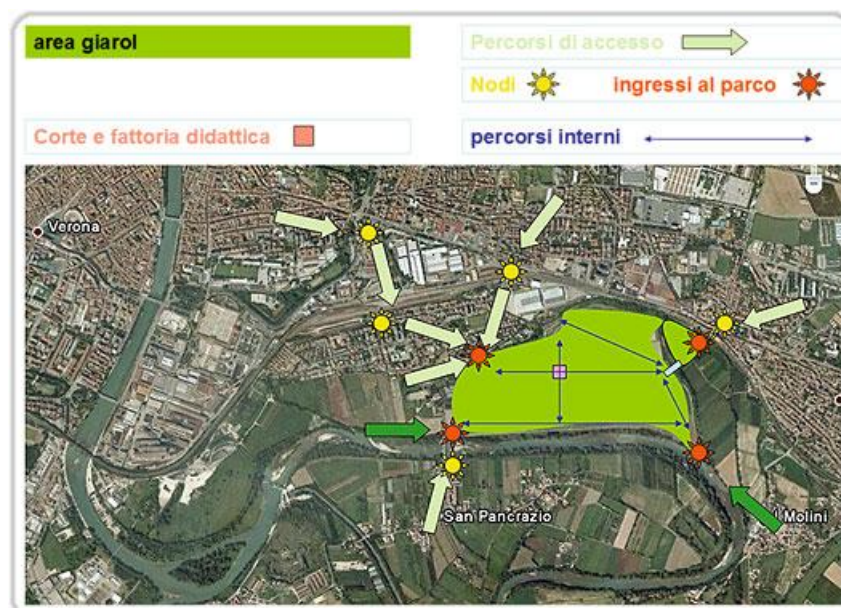 area giarol
Percorsi di accesso
Nodi
ingressi al parco
Corte e fattoria didattica
percorsi interni
Verona
San Pancrazio
I Molini